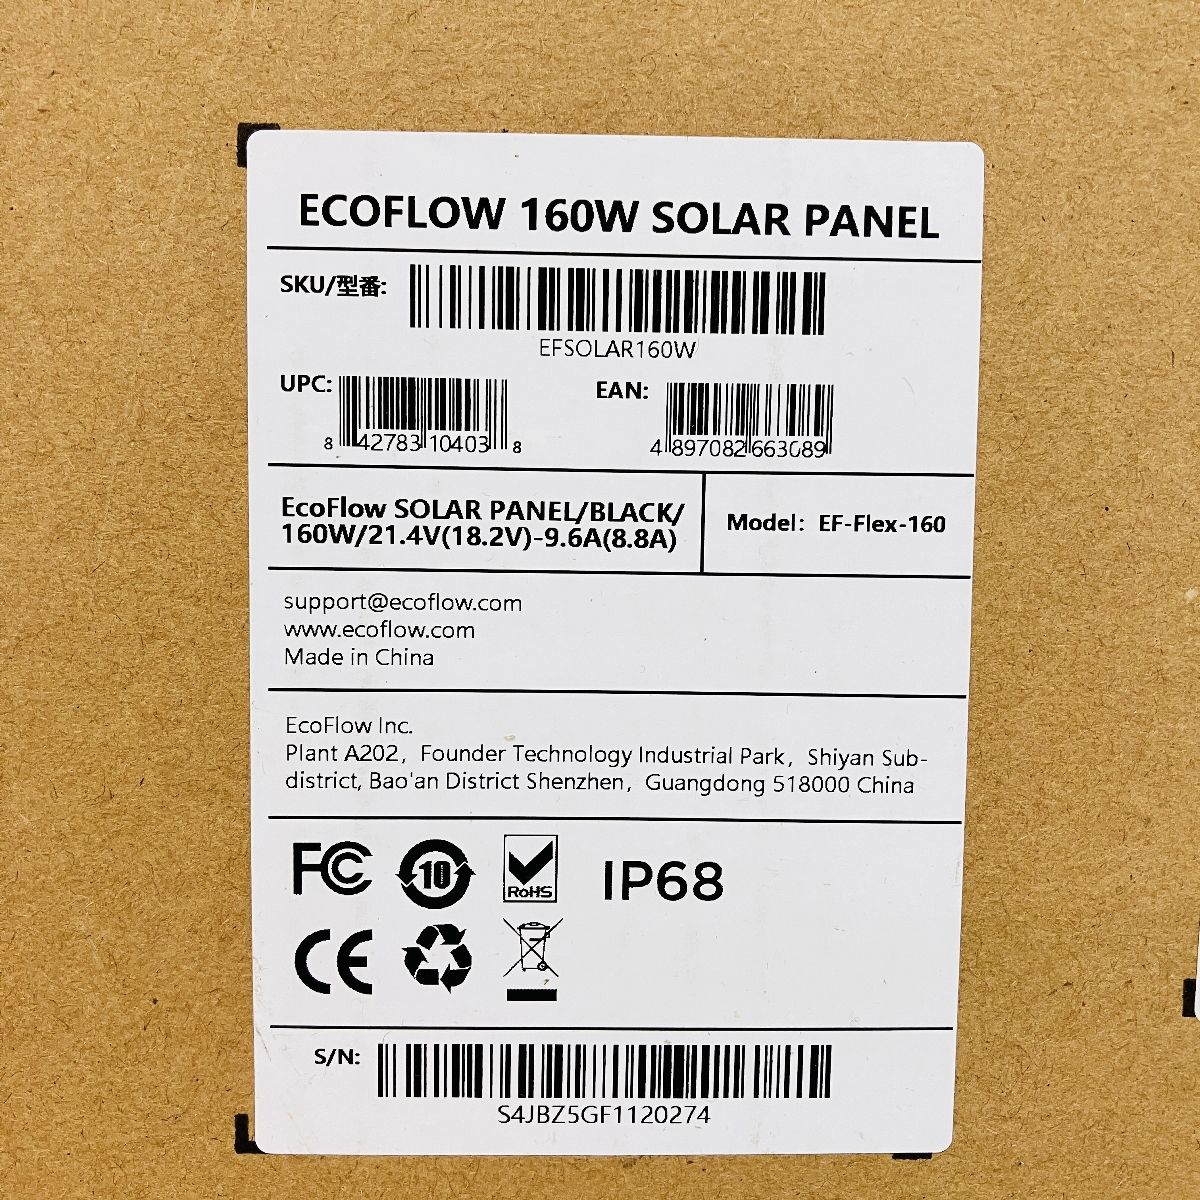 ECOFLOW 160W SOLAR PANEL
SKU/型番:
EFSOLAR160W
UPC:
8 42783 10403 8
EAN:
4 897082 663089
EcoFlow SOLAR PANEL/BLACK/
160W/21.4V(18.2V)-9.6A(8.8A)
Model: EF-Flex-160
support@ecoflow.com
www.ecoflow.com
Made in China
EcoFlow Inc.
Plant A202, Founder Technology Industrial Park, Shiyan Sub-
district, Bao'an District Shenzhen, Guangdong 518000 China
FC 10 RoHS IP68
CE
S/N:
S4JBZ5GF1120274